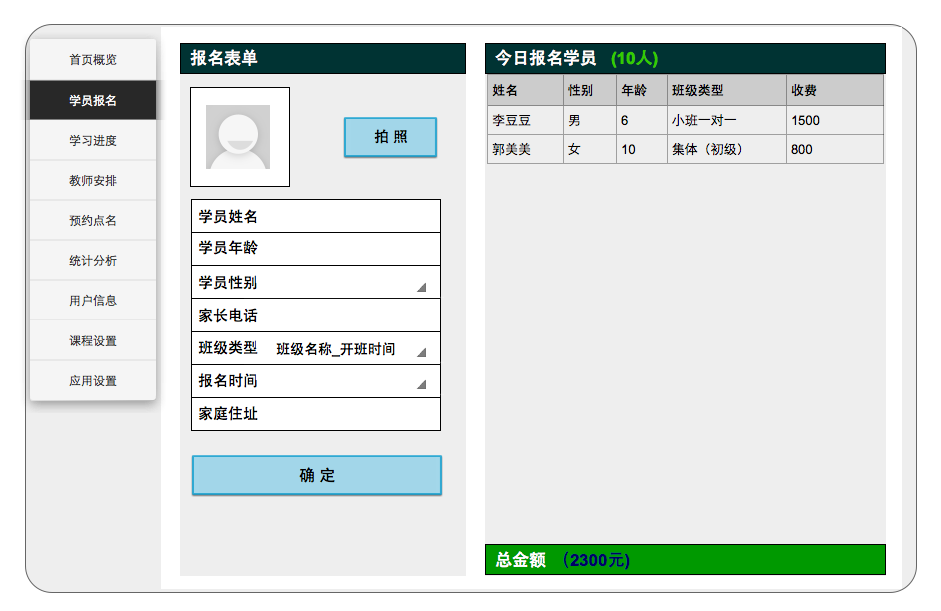 首页概览
学员报名
学习进度
教师安排
预约点名
统计分析
用户信息
课程设置
应用设置
报名表单
拍 照
学员姓名
学员年龄
学员性别
家长电话
班级类型 班级名称_开班时间
报名时间
家庭住址
确 定
今日报名学员 (10人)
姓名 性别 年龄 班级类型 收费
李豆豆 男 6 小班一对一 1500
郭美美 女 10 集体（初级） 800
总金额 （2300元)